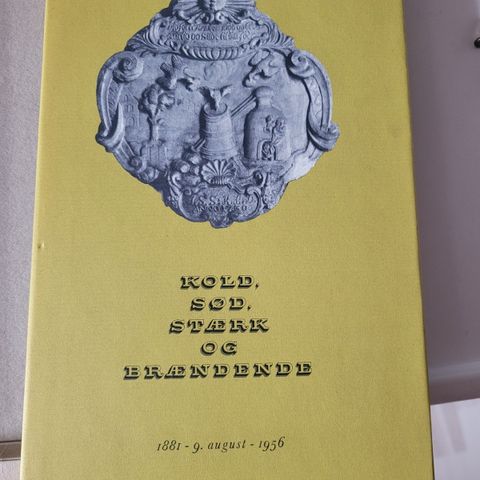 KOLD,
SØD,
STÆRK
OG
BRÆNDENDE
1881 - 9. august - 1956